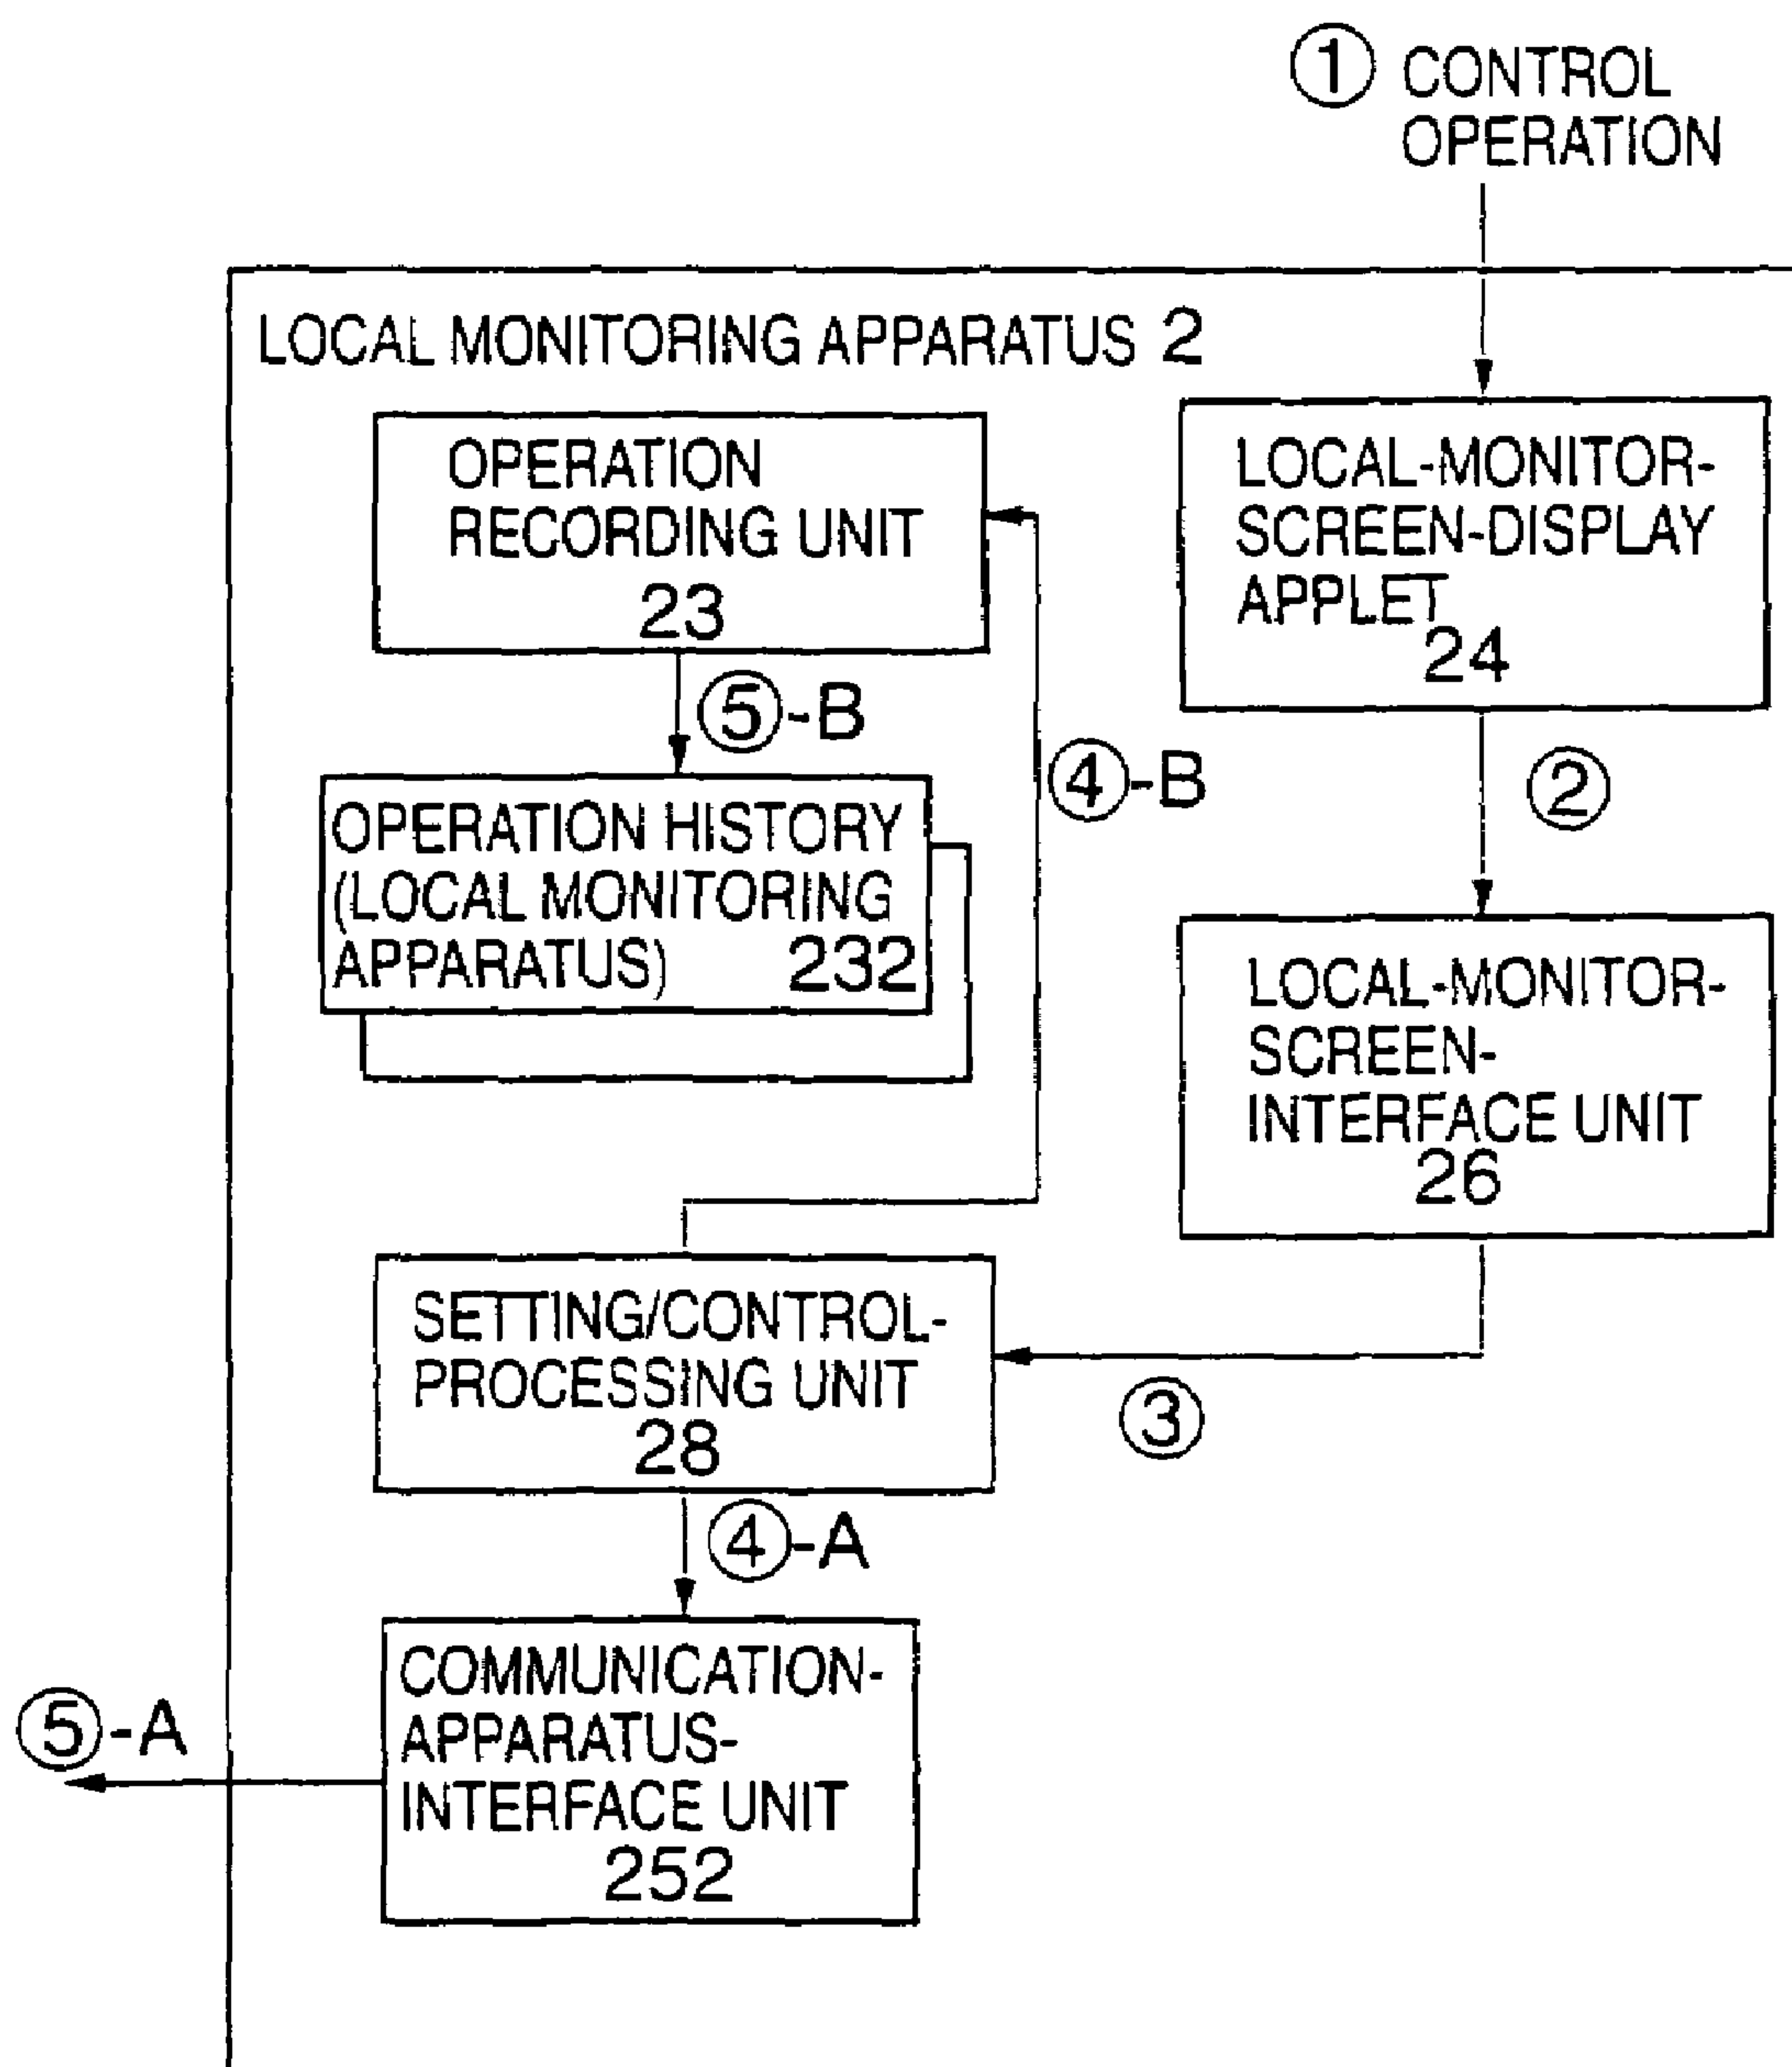 ① CONTROL
OPERATION
LOCAL MONITORING APPARATUS 2
OPERATION
RECORDING UNIT
23
LOCAL-MONITOR-
SCREEN-DISPLAY
APPLET
24
⑤-B
④-B
②
OPERATION HISTORY
(LOCAL MONITORING
APPARATUS) 232
LOCAL-MONITOR-
SCREEN-
INTERFACE UNIT
26
SETTING/CONTROL-
PROCESSING UNIT
28
③
④-A
COMMUNICATION-
APPARATUS-
INTERFACE UNIT
252
⑤-A